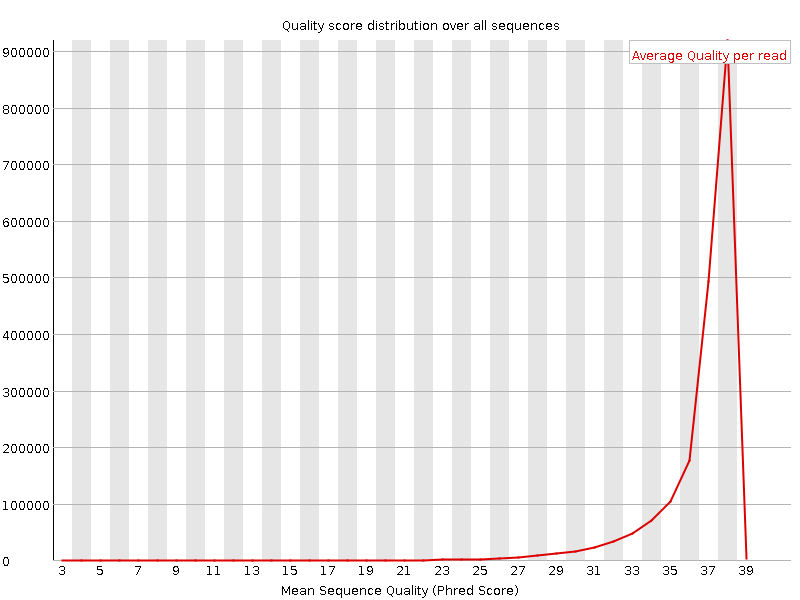 Quality score distribution over all sequences
900000
Average Quality per read
800000
700000
600000
500000
400000
300000
200000
100000
0
3 5 7 9 11 13 15 17 19 21 23 25 27 29 31 33 35 37 39
Mean Sequence Quality (Phred Score)